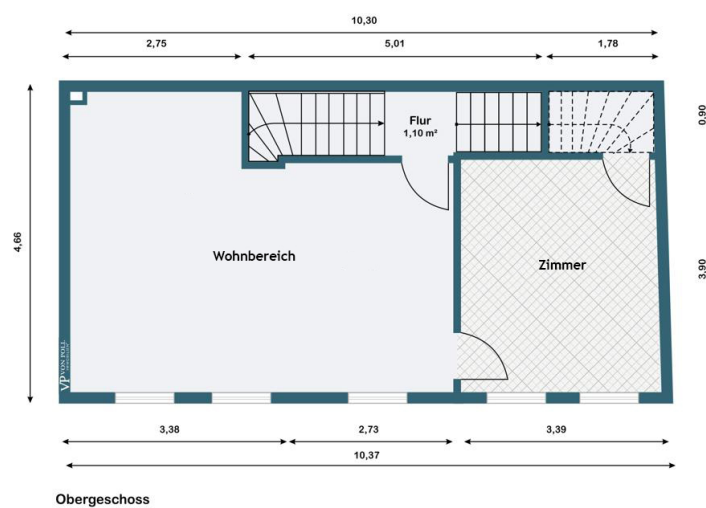 10,30
2,75
5,01
1,78
Flur
1,10 m²
0,90
4,66
Wohnbereich
Zimmer
3,90
VP VON POLL
3,38
2,73
3,39
10,37
Obergeschoss